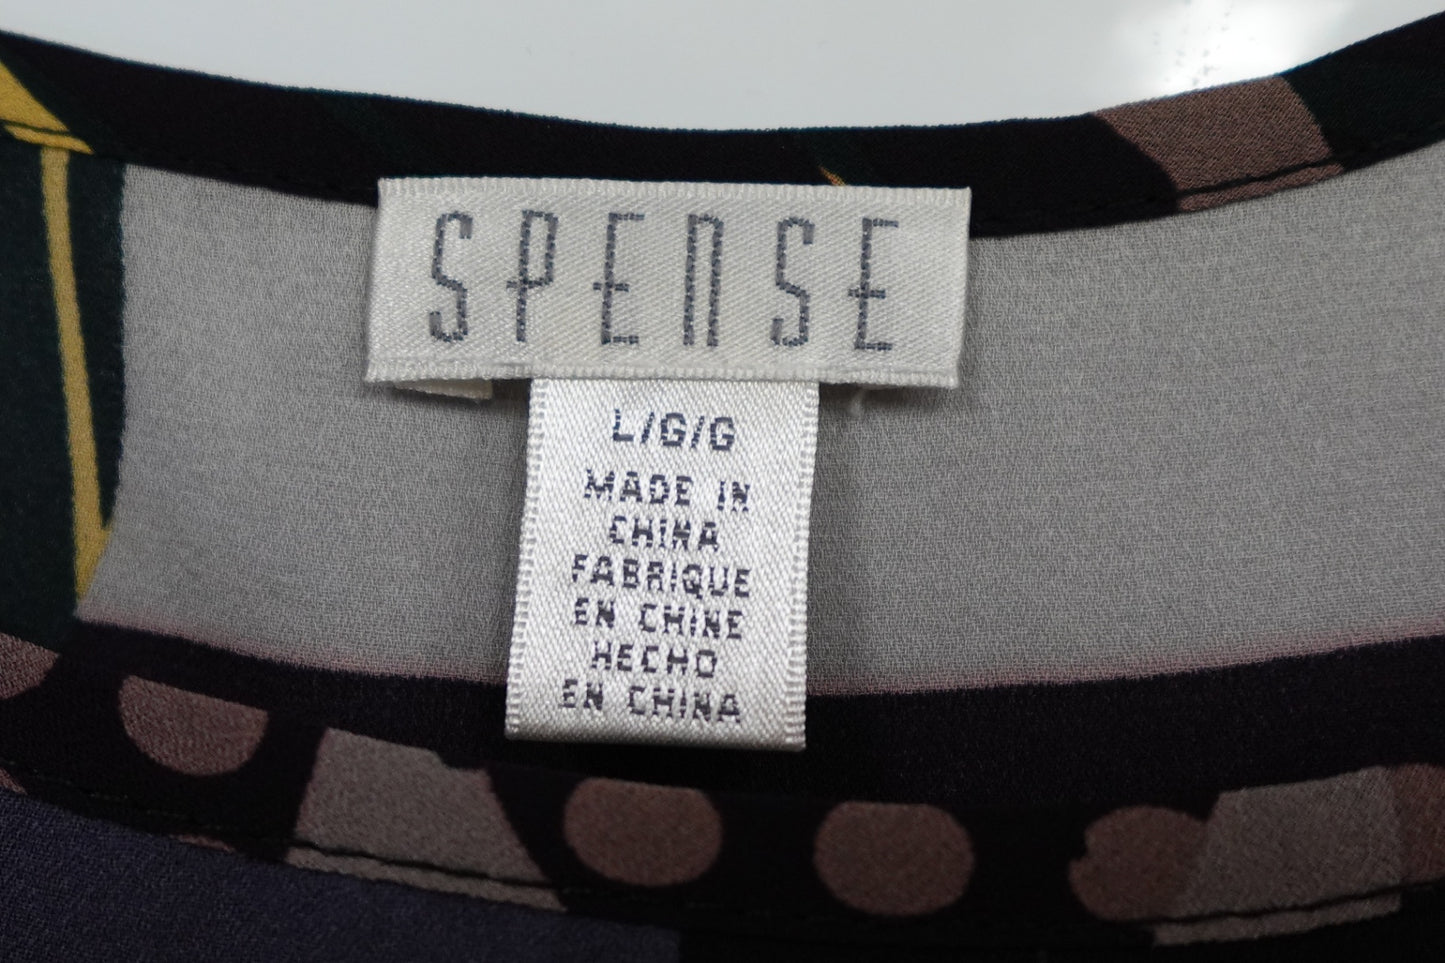 SPENSE
L/G/G
MADE IN
CHINA
FABRIQUE
EN CHINE
HECHO
EN CHINA